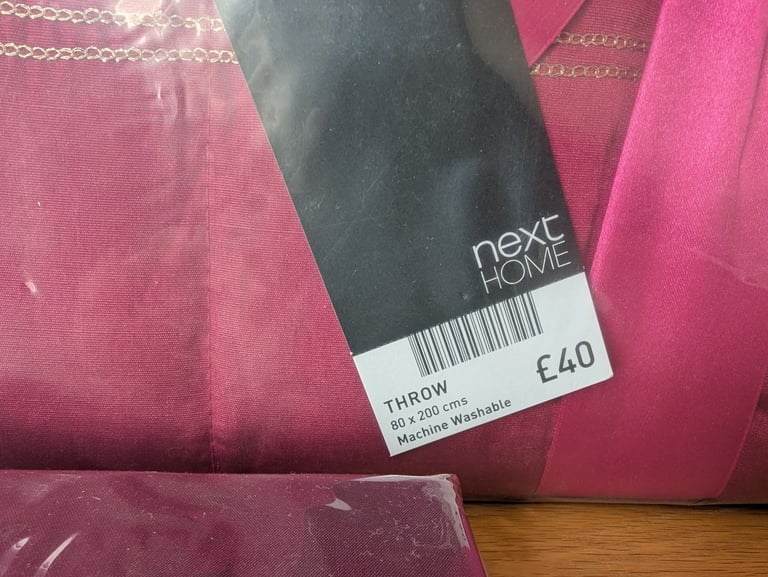 next
HOME
£40
THROW
80 x 200 cms
Machine Washable